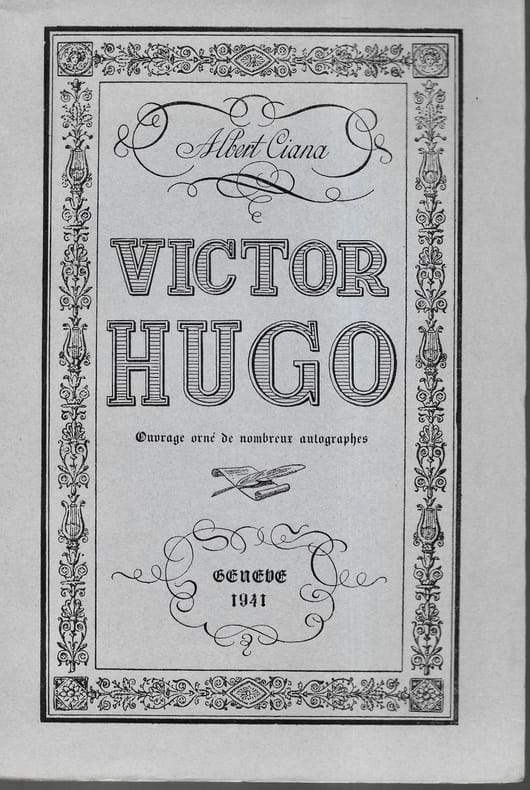 Albert Ciana
VICTOR
HUGO
Ouvrage orné de nombreux autographes
GENEVE
1941